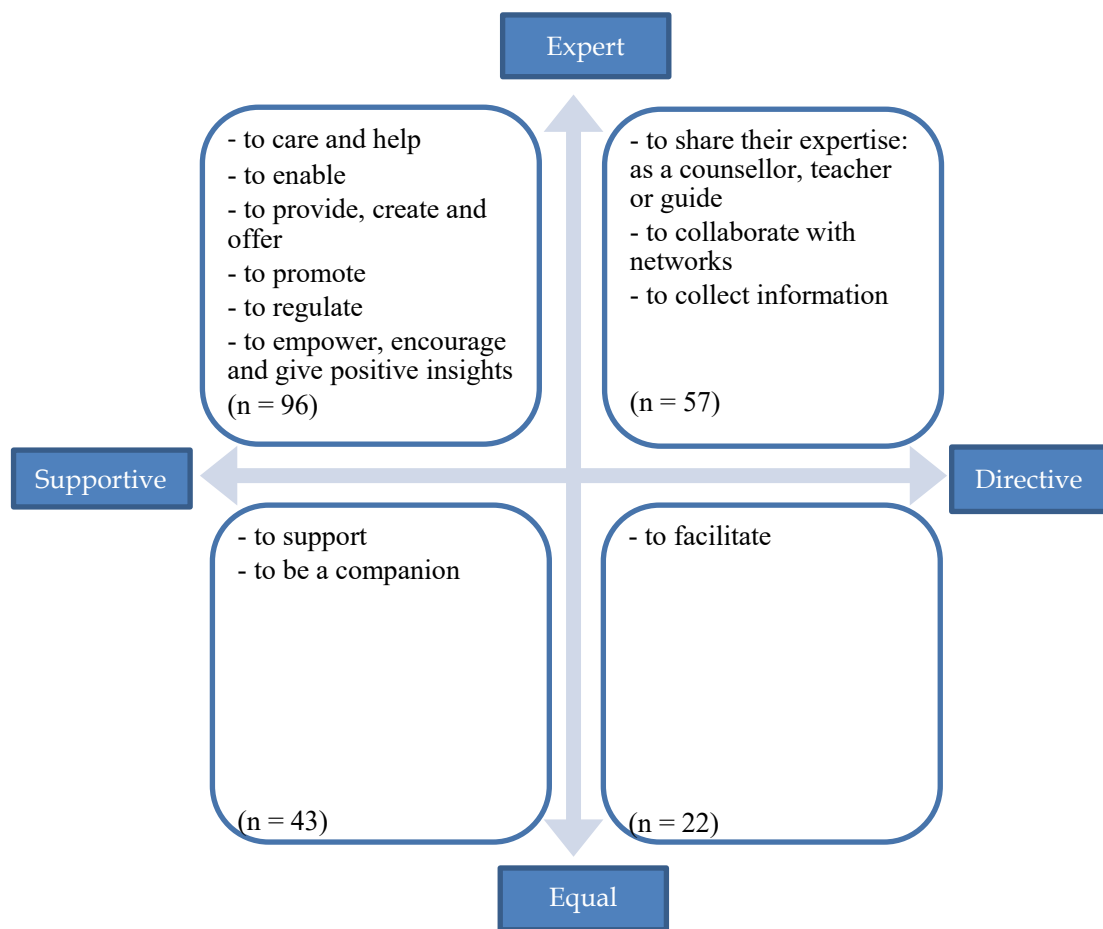 Expert
- to care and help
- to enable
- to provide, create and
offer
- to promote
- to regulate
- to empower, encourage
and give positive insights
(n = 96)
- to share their expertise:
as a counsellor, teacher
or guide
- to collaborate with
networks
- to collect information
(n = 57)
Supportive
Directive
- to support
- to be a companion
(n = 43)
- to facilitate
(n = 22)
Equal